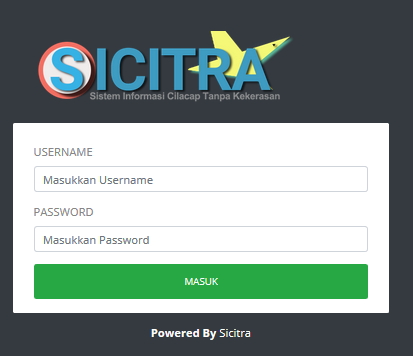 SICITRA
Sistem Informasi Cilacap Tanpa Kekerasan
USERNAME
Masukkan Username
PASSWORD
Masukkan Password
MASUK
Powered By Sicitra